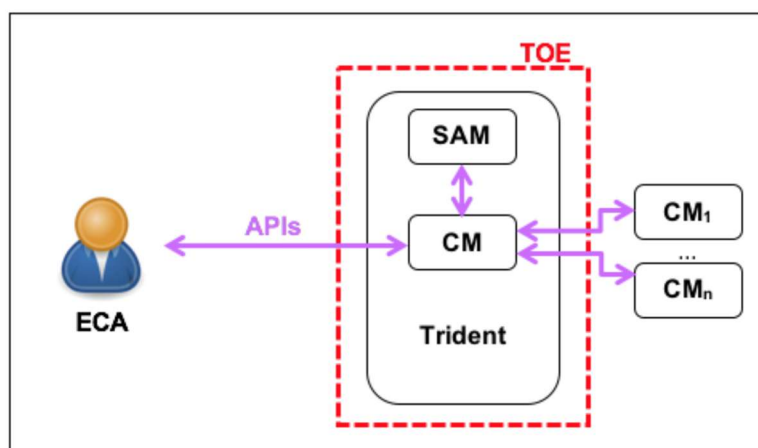 TOE
SAM
APIs
CM
CM₁
...
CMₙ
ECA
Trident